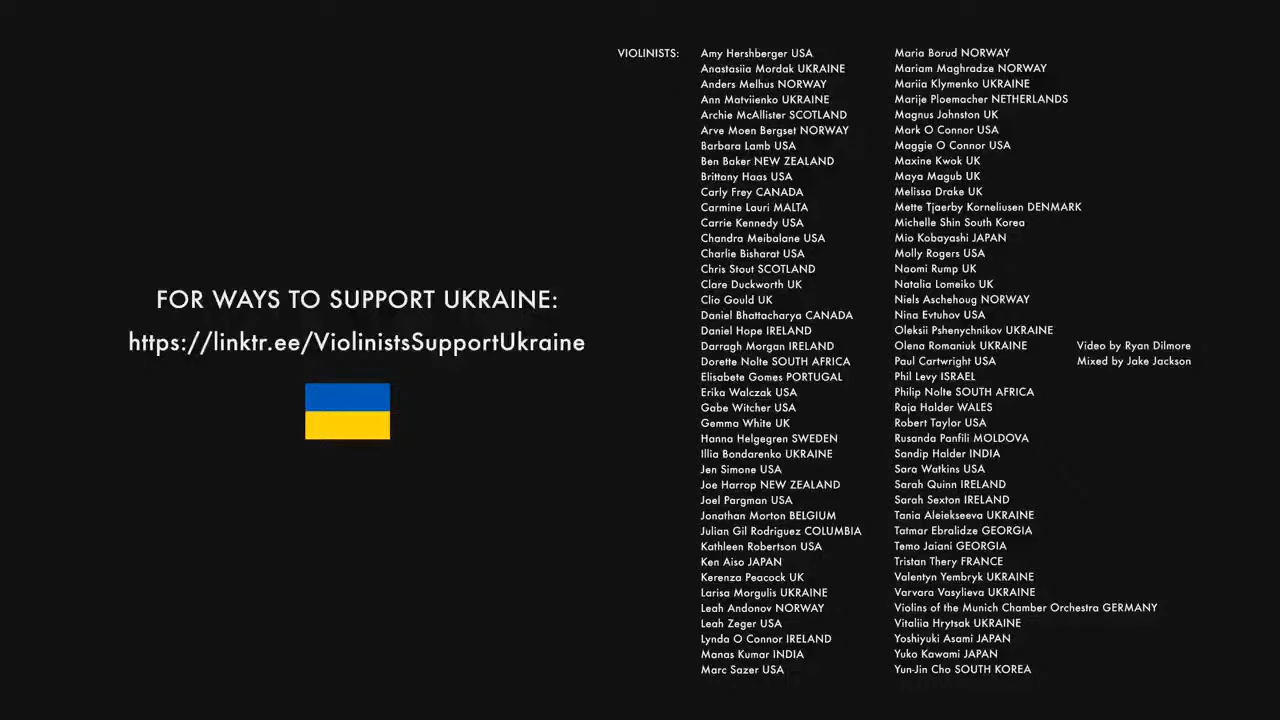 FOR WAYS TO SUPPORT UKRAINE:
https://linktr.ee/ViolinistsSupportUkraine
VIOLINISTS:
Amy Hershberger USA
Anastasiia Mordak UKRAINE
Anders Melhus NORWAY
Ann Matviienko UKRAINE
Archie McAllister SCOTLAND
Arve Moen Bergset NORWAY
Barbara Lamb USA
Ben Baker NEW ZEALAND
Brittany Haas USA
Carly Frey CANADA
Carmine Lauri MALTA
Carrie Kennedy USA
Chandra Meibalane USA
Charlie Bisharat USA
Chris Stout SCOTLAND
Clare Duckworth UK
Clio Gould UK
Daniel Bhattacharya CANADA
Daniel Hope IRELAND
Darragh Morgan IRELAND
Dorette Nolte SOUTH AFRICA
Elisabete Gomes PORTUGAL
Erika Walczak USA
Gabe Witcher USA
Gemma White UK
Hanna Helgegren SWEDEN
Illia Bondarenko UKRAINE
Jen Simone USA
Joe Harrop NEW ZEALAND
Joel Pargman USA
Jonathan Morton BELGIUM
Julian Gil Rodriguez COLUMBIA
Kathleen Robertson USA
Ken Aiso JAPAN
Kerenza Peacock UK
Larisa Morgulis UKRAINE
Leah Andonov NORWAY
Leah Zeger USA
Lynda O Connor IRELAND
Manas Kumar INDIA
Marc Sazer USA
Maria Borud NORWAY
Mariam Maghradze NORWAY
Mariia Klymenko UKRAINE
Marije Ploemacher NETHERLANDS
Magnus Johnston UK
Mark O Connor USA
Maggie O Connor USA
Maxine Kwok UK
Maya Magub UK
Melissa Drake UK
Mette Tjaerby Korneliusen DENMARK
Michelle Shin South Korea
Mio Kobayashi JAPAN
Molly Rogers USA
Naomi Rump UK
Natalia Lomeiko UK
Niels Aschehoug NORWAY
Nina Evtuhov USA
Oleksii Pshenychnikov UKRAINE
Olena Romaniuk UKRAINE
Paul Cartwright USA
Phil Levy ISRAEL
Philip Nolte SOUTH AFRICA
Raja Halder WALES
Robert Taylor USA
Rusanda Panfili MOLDOVA
Sandip Halder INDIA
Sara Watkins USA
Sarah Quinn IRELAND
Sarah Sexton IRELAND
Tania Aleiekseeva UKRAINE
Tatmar Ebralidze GEORGIA
Temo Jaiani GEORGIA
Tristan Thery FRANCE
Valentyn Yembryk UKRAINE
Varvara Vasylieva UKRAINE
Violins of the Munich Chamber Orchestra GERMANY
Vitaliia Hrytsak UKRAINE
Yoshiyuki Asami JAPAN
Yuko Kawami JAPAN
Yun-Jin Cho SOUTH KOREA
Video by Ryan Dilmore
Mixed by Jake Jackson